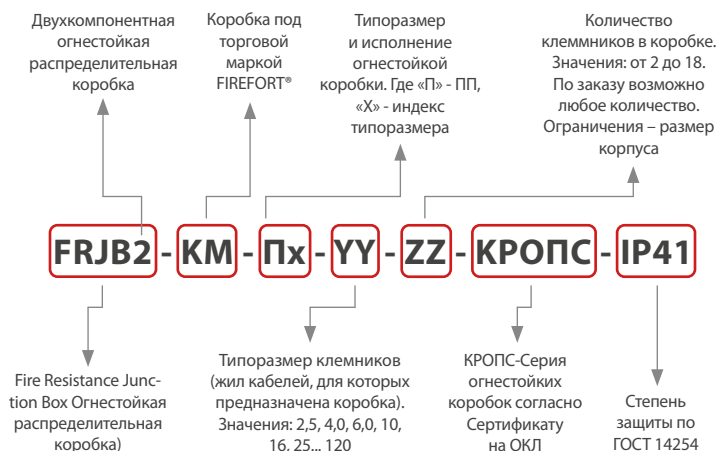 Двухкомпонентная
огнестойкая
распределительная
коробка
Коробка под
торговой
маркой
FIREFORT®
Типоразмер
и исполнение
огнестойкой
коробки. Где «П» - ПП,
«Х» - индекс
типоразмера
Количество
клеммников в коробке.
Значения: от 2 до 18.
По заказу возможно
любое количество.
Ограничения – размер
корпуса
FRJB2 - КМ - Пх - YY - ZZ - КРОПС - IP41
Fire Resistance Junc-
tion Box Огнестойкая
распределительная
коробка)
Типоразмер клемников
(жил кабелей, для которых
предназначена коробка).
Значения: 2,5, 4,0, 6,0, 10,
16, 25... 120
КРОПС-Серия
огнестойких
коробок согласно
Сертификату
на ОКЛ
Степень
защиты по
ГОСТ 14254